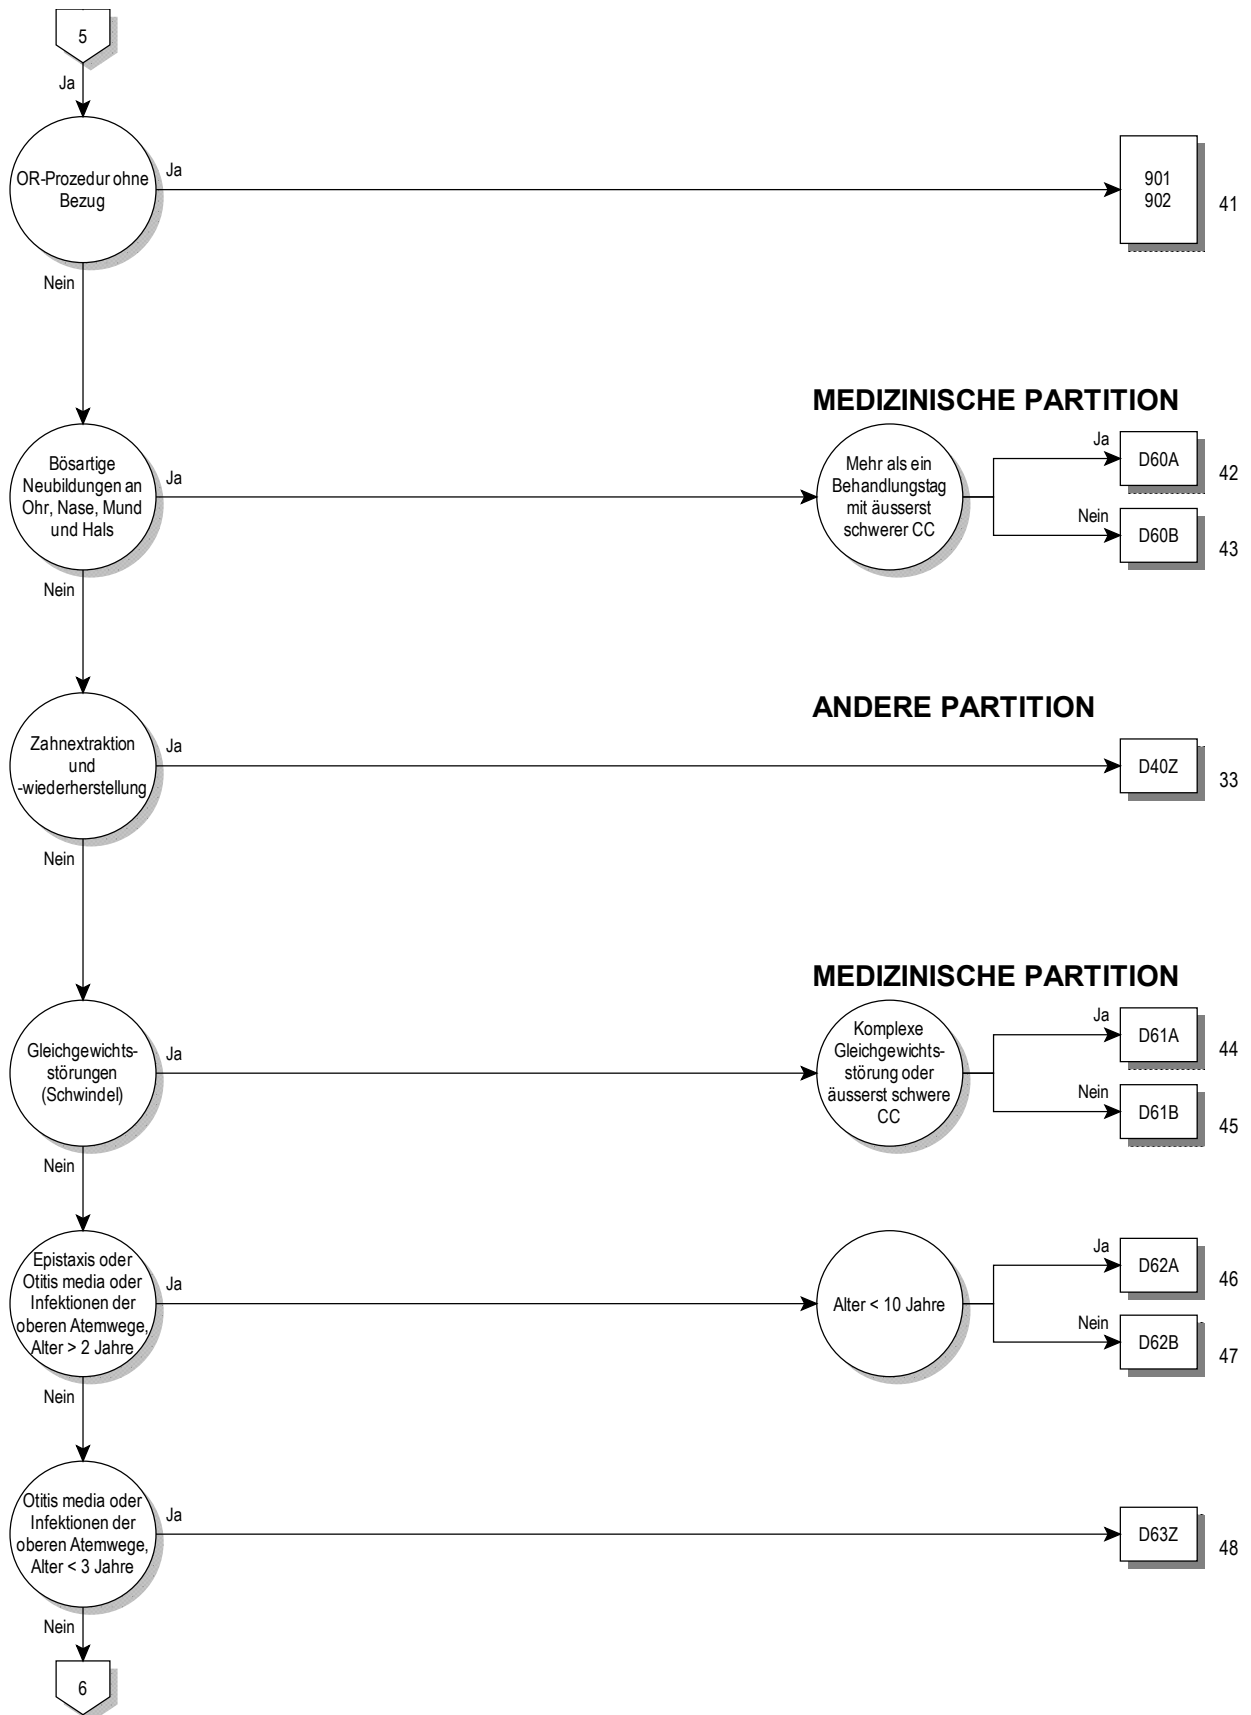 5
Ja
OR-Prozedur ohne
Bezug
Ja
901
902
41
Nein
MEDIZINISCHE PARTITION
Bösartige
Neubildungen an
Ohr, Nase, Mund
und Hals
Ja
Mehr als ein
Behandlungstag
mit äusserst
schwerer CC
Ja
D60A
42
Nein
D60B
43
Nein
ANDERE PARTITION
Zahnextraktion
und
-wiederherstellung
Ja
D40Z
33
Nein
MEDIZINISCHE PARTITION
Gleichgewichts-
störungen
(Schwindel)
Ja
Komplexe
Gleichgewichts-
störung oder
äusserst schwere
CC
Ja
D61A
44
Nein
D61B
45
Nein
Epistaxis oder
Otitis media oder
Infektionen der
oberen Atemwege,
Alter > 2 Jahre
Ja
Alter < 10 Jahre
Ja
D62A
46
Nein
D62B
47
Nein
Otitis media oder
Infektionen der
oberen Atemwege,
Alter < 3 Jahre
Ja
D63Z
48
Nein
6